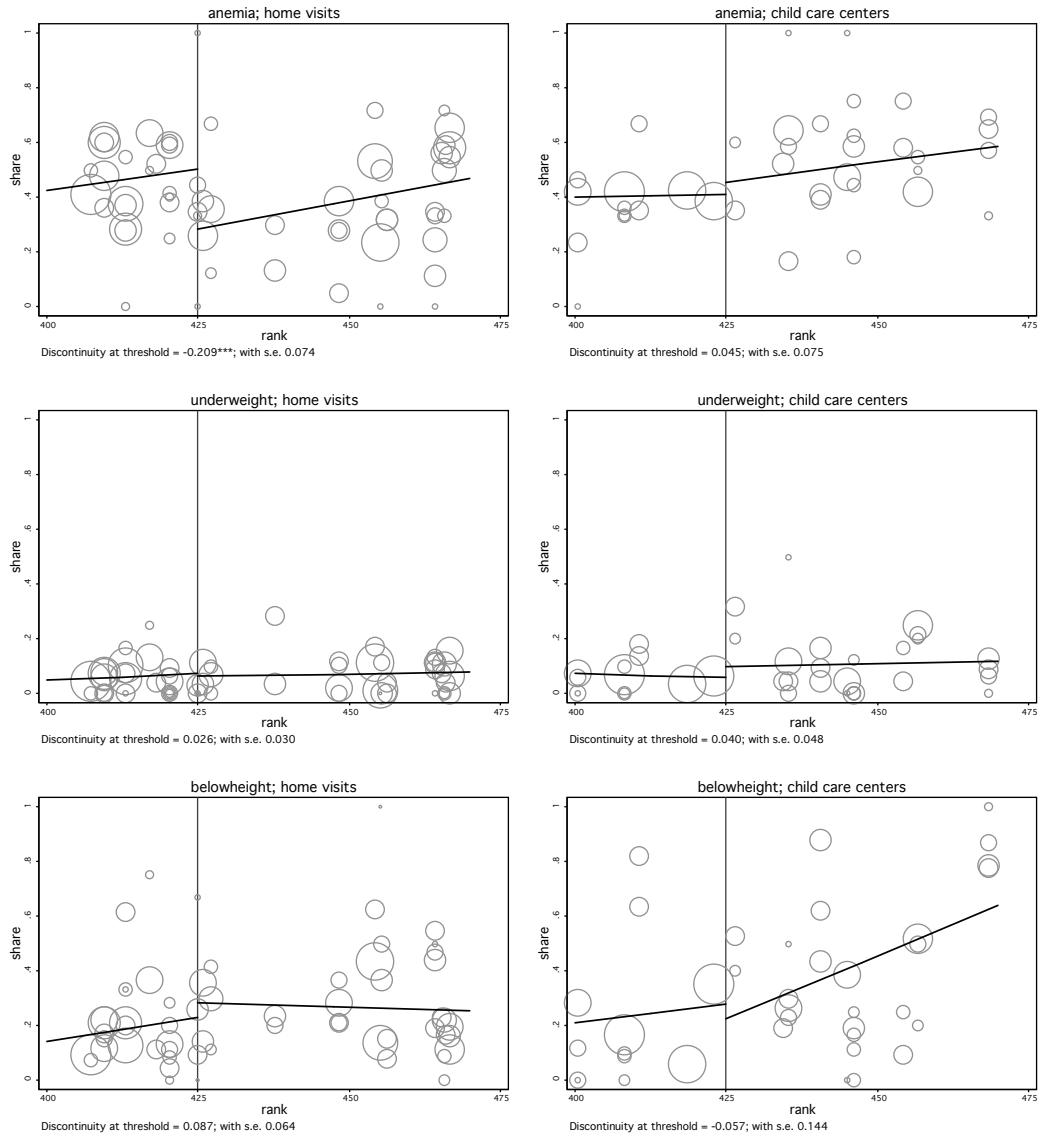 anemia; home visits
share
0 .2 .4 .6 .8 1
400 425 450 475
rank
Discontinuity at threshold = -0.209***; with s.e. 0.074
anemia; child care centers
share
0 .2 .4 .6 .8 1
400 425 450 475
rank
Discontinuity at threshold = 0.045; with s.e. 0.075
underweight; home visits
share
0 .2 .4 .6 .8 1
400 425 450 475
rank
Discontinuity at threshold = 0.026; with s.e. 0.030
underweight; child care centers
share
0 .2 .4 .6 .8 1
400 425 450 475
rank
Discontinuity at threshold = 0.040; with s.e. 0.048
belowheight; home visits
share
0 .2 .4 .6 .8 1
400 425 450 475
rank
Discontinuity at threshold = 0.087; with s.e. 0.064
belowheight; child care centers
share
0 .2 .4 .6 .8 1
400 425 450 475
rank
Discontinuity at threshold = -0.057; with s.e. 0.144